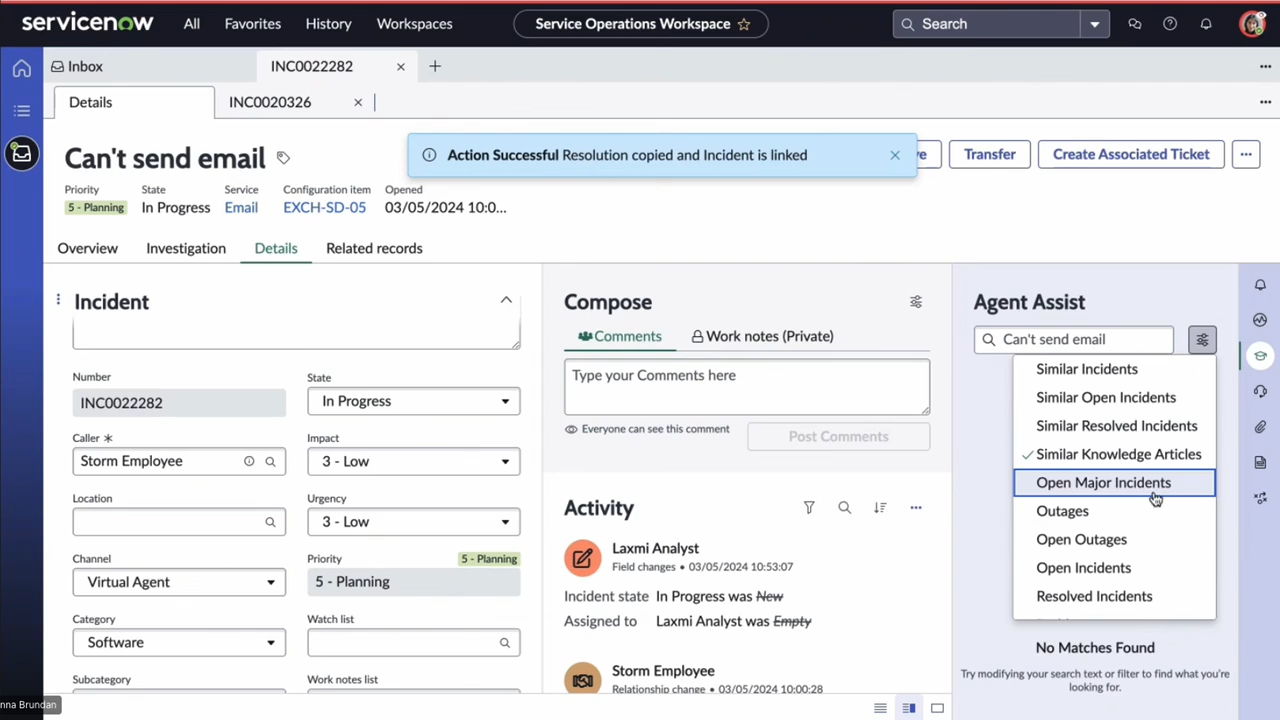 servicenow
All
Favorites
History
Workspaces
Service Operations Workspace
Search
Inbox
INC0022282
Details
INC0020326
Can't send email
Action Successful Resolution copied and Incident is linked
Transfer
Create Associated Ticket
Priority
State
Service
Configuration item
Opened
5 - Planning
In Progress
Email
EXCH-SD-05
03/05/2024 10:0...
Overview
Investigation
Details
Related records
Incident
Number
INC0022282
State
In Progress
Caller
Storm Employee
Impact
3 - Low
Location
Urgency
3 - Low
Channel
Virtual Agent
Priority
5 - Planning
5 - Planning
Category
Software
Watch list
Subcategory
Work notes list
Compose
Comments
Work notes (Private)
Type your Comments here
Everyone can see this comment
Post Comments
Activity
Laxmi Analyst
Field changes • 03/05/2024 10:53:07
Incident state In Progress was New
Assigned to Laxmi Analyst was Empty
Storm Employee
Relationship change • 03/05/2024 10:00:28
Agent Assist
Can't send email
Similar Incidents
Similar Open Incidents
Similar Resolved Incidents
Similar Knowledge Articles
Open Major Incidents
Outages
Open Outages
Open Incidents
Resolved Incidents
No Matches Found
Try modifying your search text or filter to find what you're
looking for.
nna Brundan